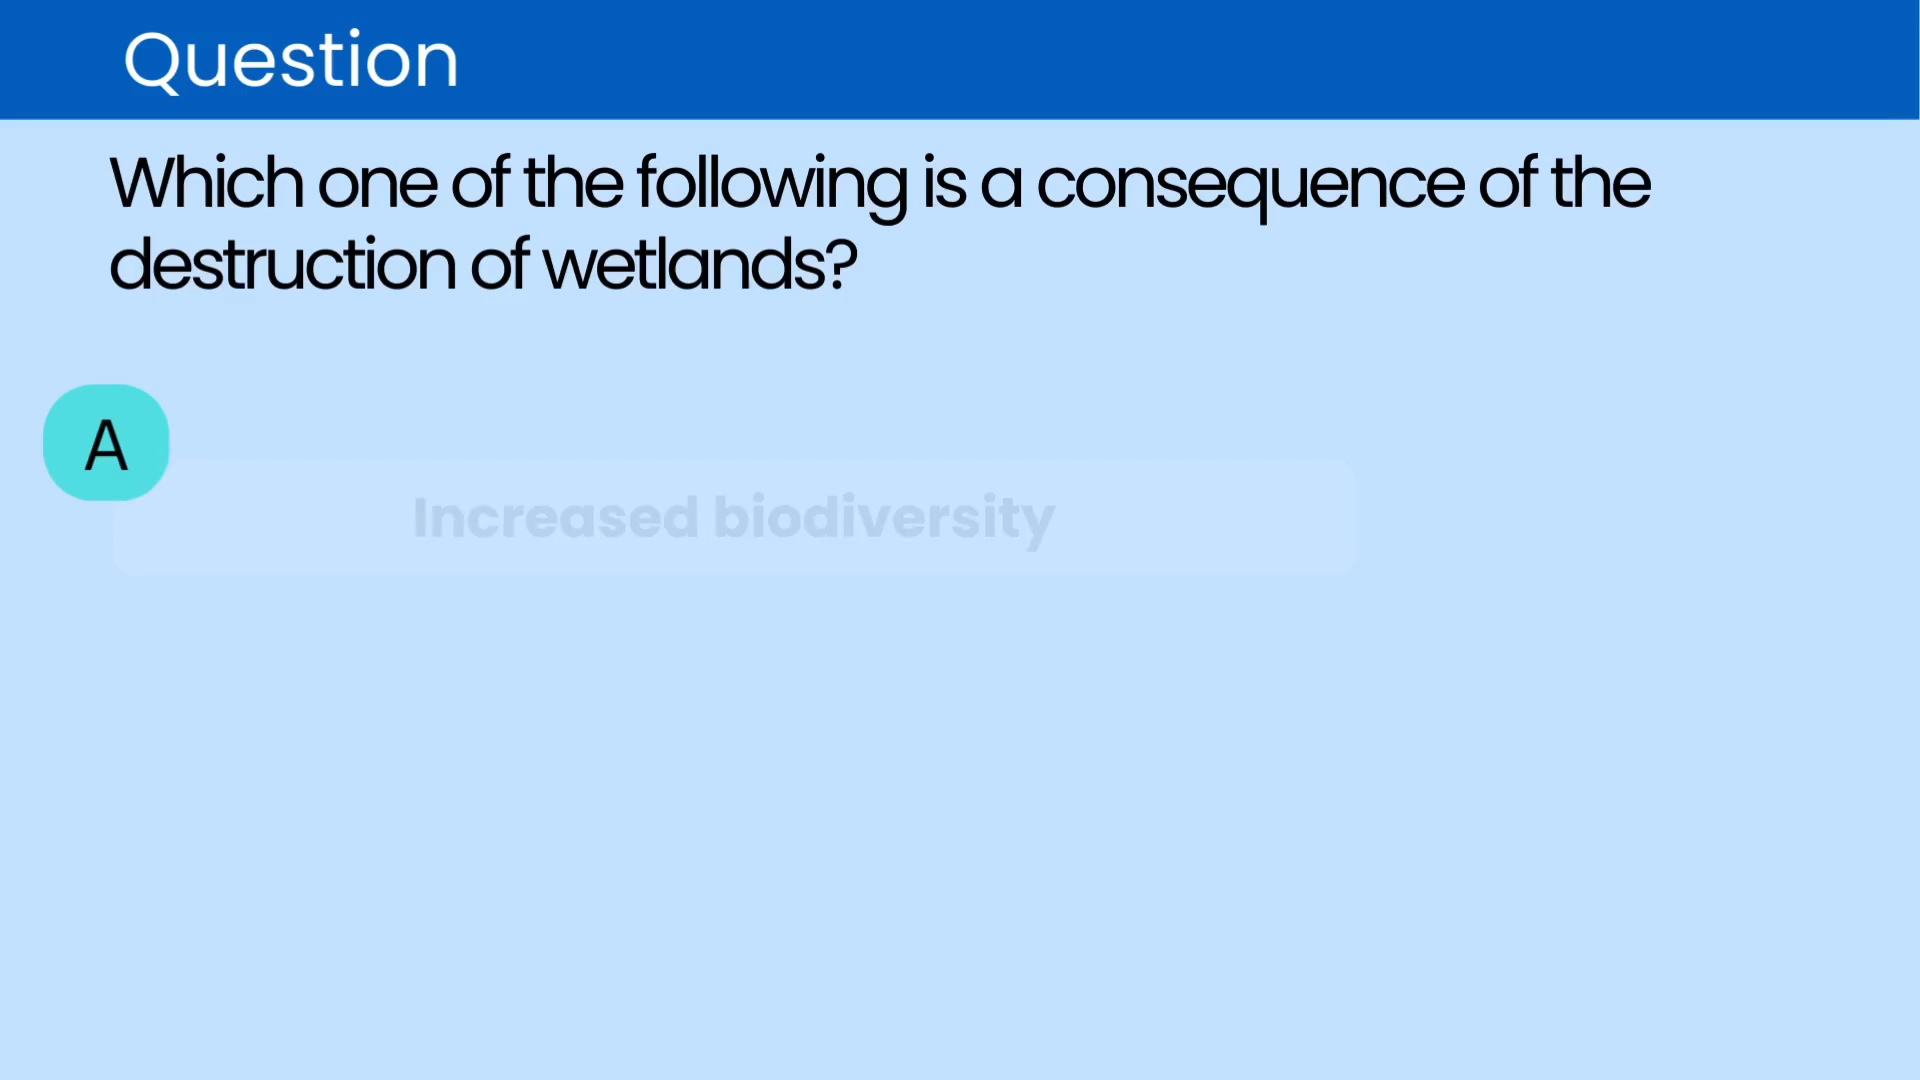 Question
Which one of the following is a consequence of the
destruction of wetlands?
A
Increased biodiversity